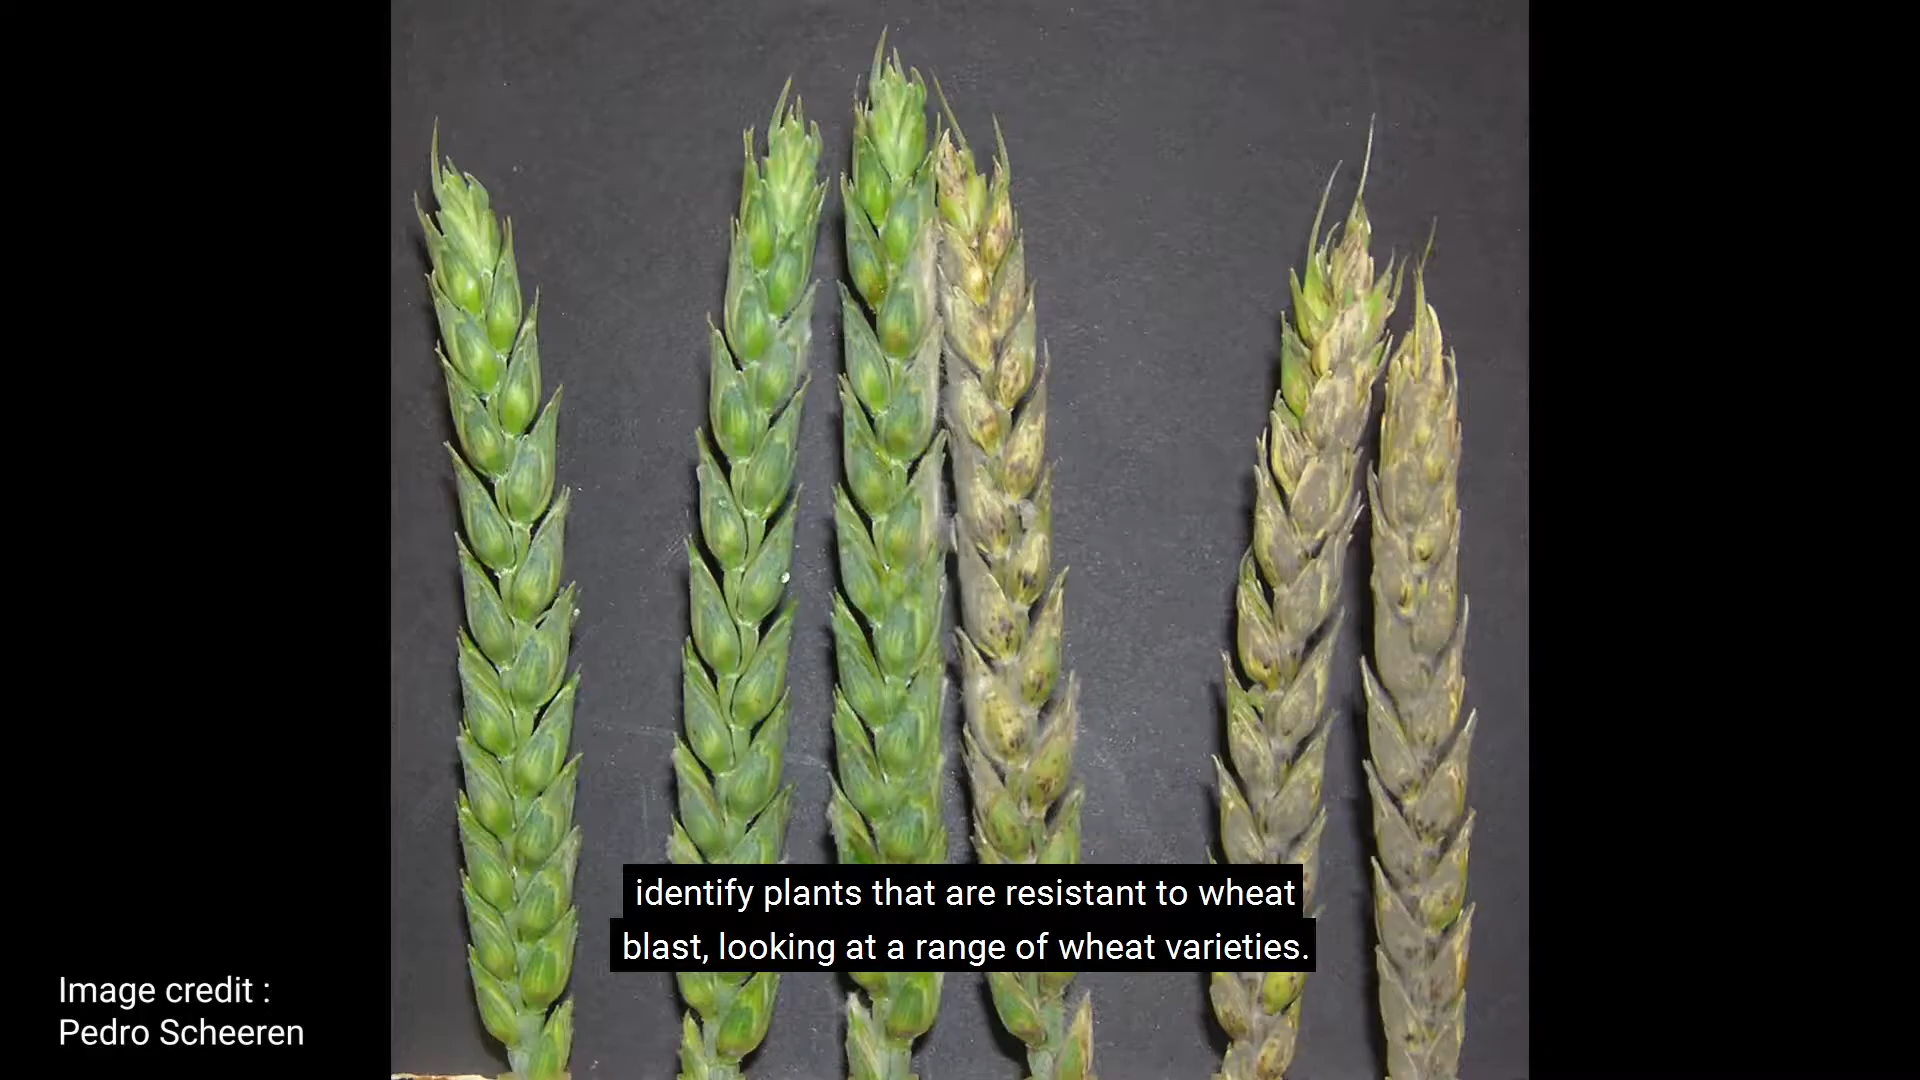 identify plants that are resistant to wheat
blast, looking at a range of wheat varieties.
Image credit :
Pedro Scheeren